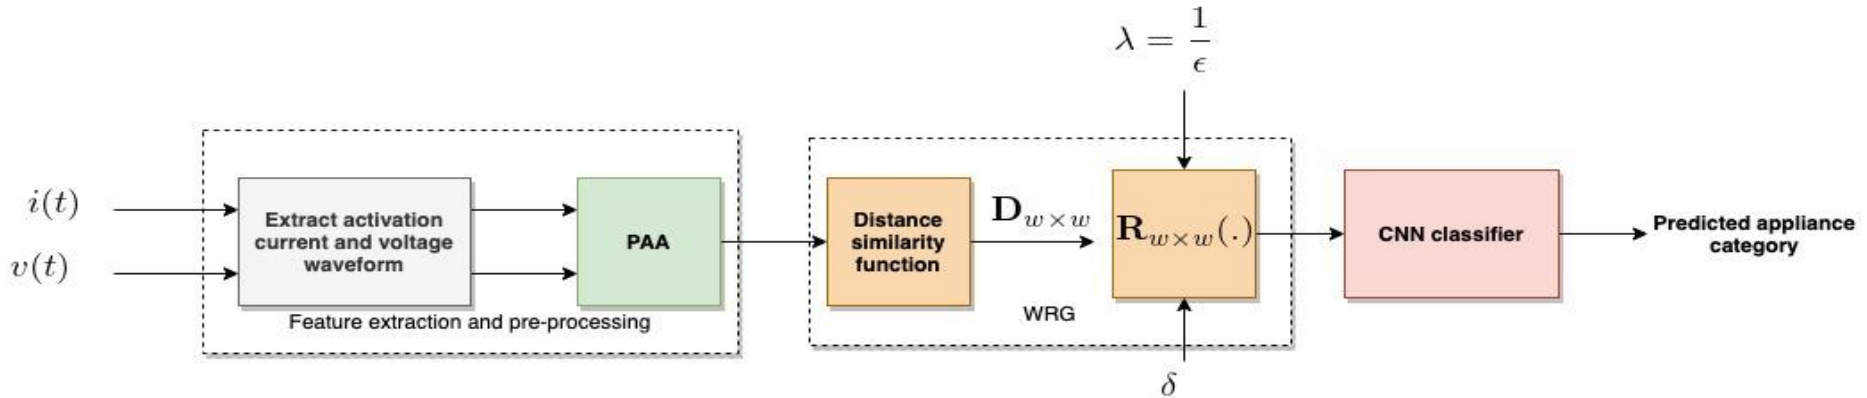 λ = 1/ϵ
i(t)
v(t)
Extract activation
current and voltage
waveform
PAA
Feature extraction and pre-processing
Distance
similarity
function
D_{w×w}
R_{w×w}(.)
WRG
δ
CNN classifier
Predicted appliance
category